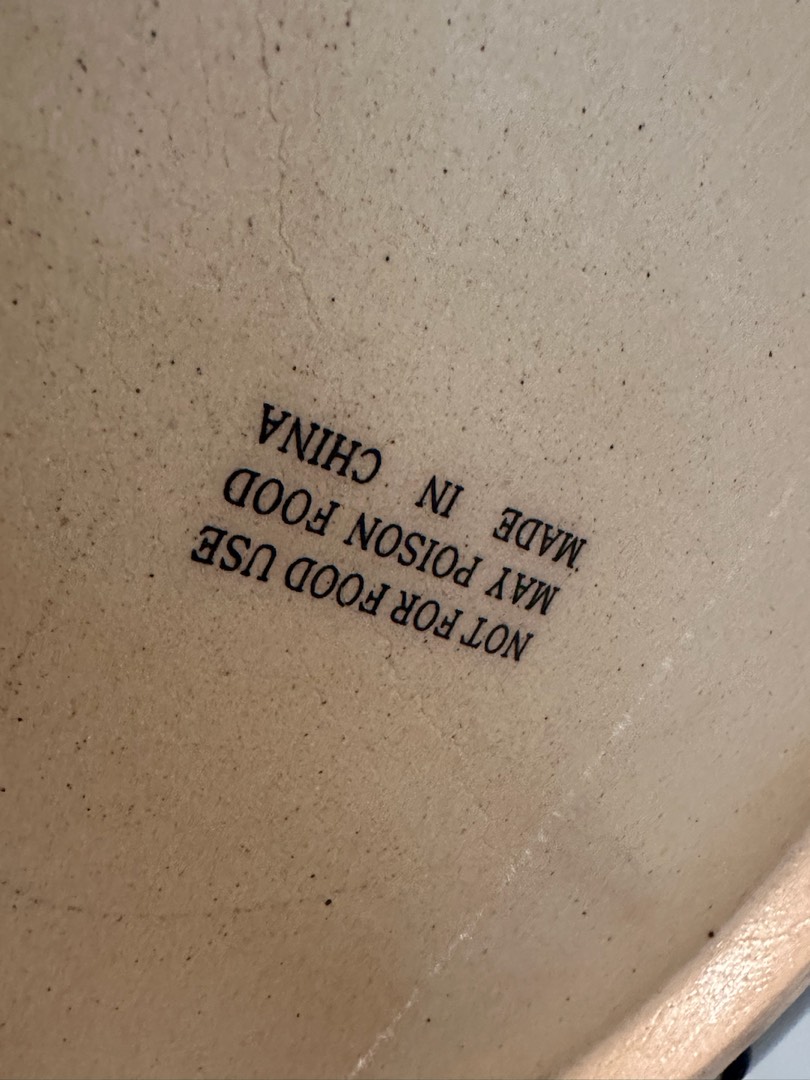 NOT FOR FOOD USE
MAY POISON FOOD
MADE IN CHINA